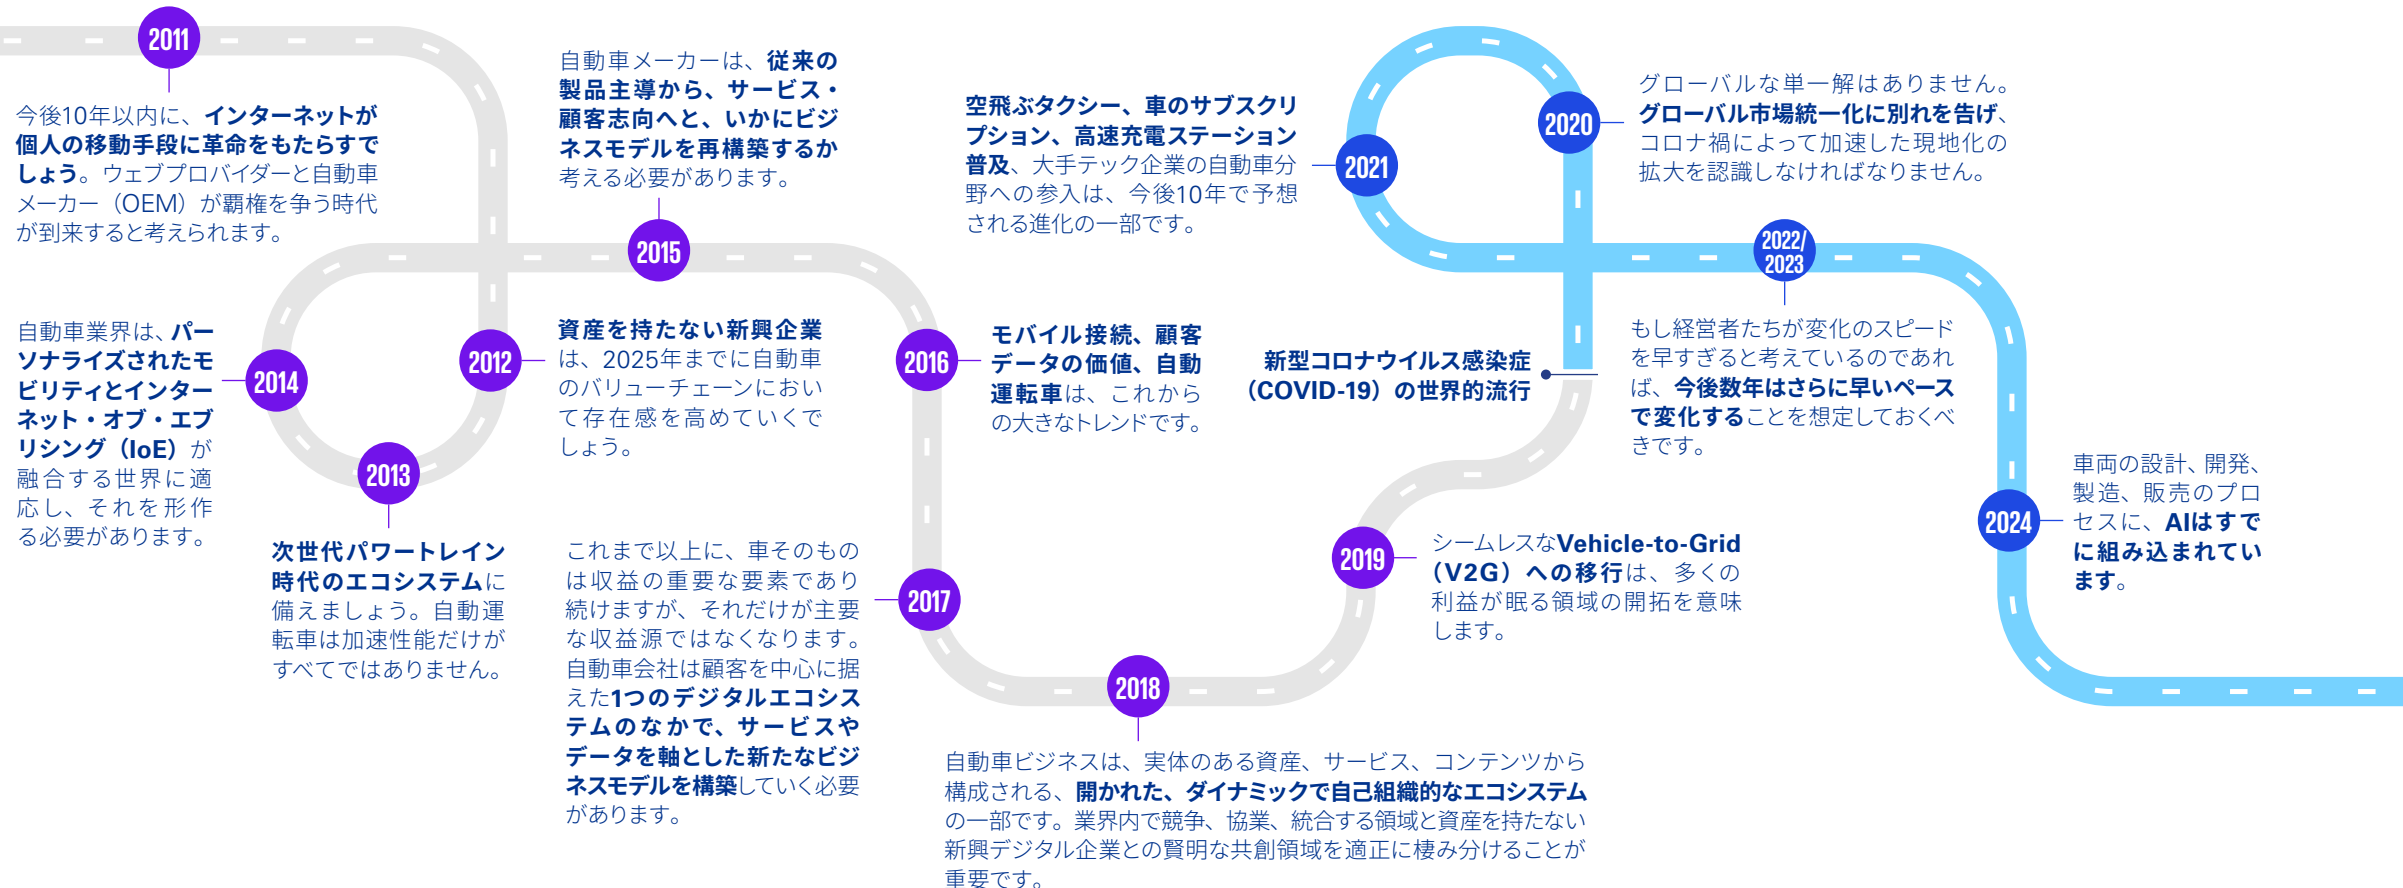 2011
今後10年以内に、インターネットが
個人の移動手段に革命をもたらすで
しょう。ウェブプロバイダーと自動車
メーカー（OEM）が覇権を争う時代
が到来すると考えられます。
2012
資産を持たない新興企業
は、2025年までに自動車
のバリューチェーンにおい
て存在感を高めていくで
しょう。
2013
次世代パワートレイン
時代のエコシステムに
備えましょう。自動運
転車は加速性能だけが
すべてではありません。
2014
自動車業界は、パー
ソナライズされたモ
ビリティとインター
ネット・オブ・エブ
リシング（IoE）が
融合する世界に適
応し、それを形作
る必要があります。
2015
自動車メーカーは、従来の
製品主導から、サービス・
顧客志向へと、いかにビジ
ネスモデルを再構築するか
考える必要があります。
2016
モバイル接続、顧客
データの価値、自動
運転車は、これから
の大きなトレンドです。
2017
これまで以上に、車そのもの
は収益の重要な要素であり
続けますが、それだけが主要
な収益源ではなくなります。
自動車会社は顧客を中心に据
えた1つのデジタルエコシス
テムのなかで、サービスや
データを軸とした新たなビジ
ネスモデルを構築していく必要
があります。
2018
自動車ビジネスは、実体のある資産、サービス、コンテンツから
構成される、開かれた、ダイナミックで自己組織的なエコシステム
の一部です。業界内で競争、協業、統合する領域と資産を持たない
新興デジタル企業との賢明な共創領域を適正に棲み分けることが
重要です。
2019
シームレスなVehicle-to-Grid
（V2G）への移行は、多くの
利益が眠る領域の開拓を意味
します。
新型コロナウイルス感染症
（COVID-19）の世界的流行
2020
グローバルな単一解はありません。
グローバル市場統一化に別れを告げ、
コロナ禍によって加速した現地化の
拡大を認識しなければなりません。
2021
空飛ぶタクシー、車のサブスクリ
プション、高速充電ステーション
普及、大手テック企業の自動車分
野への参入は、今後10年で予想
される進化の一部です。
2022/
2023
もし経営者たちが変化のスピード
を早すぎると考えているのであれ
ば、今後数年はさらに早いペース
で変化することを想定しておくべ
きです。
2024
車両の設計、開発、
製造、販売のプロ
セスに、AIはすで
に組み込まれてい
ます。